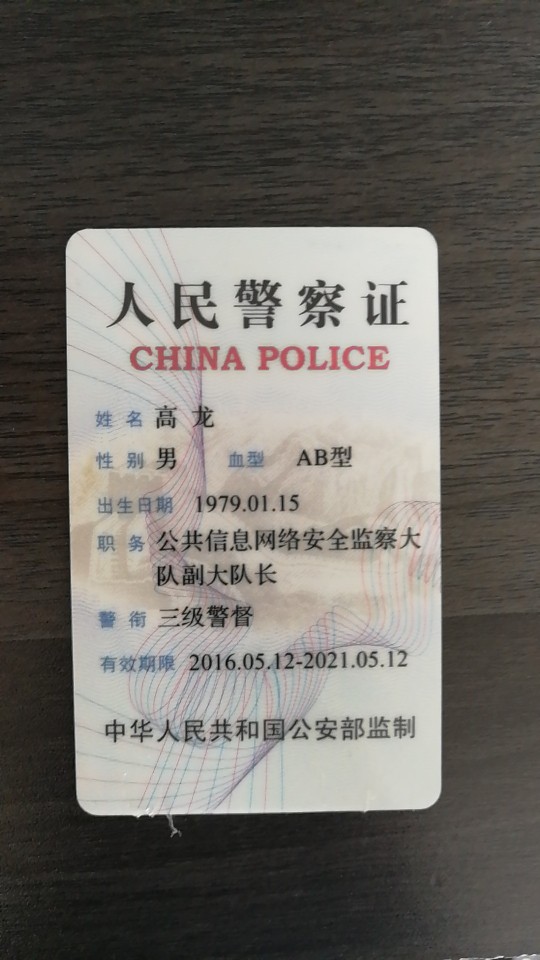 人民警察证
CHINA POLICE
姓名 高 龙
性别 男 血型 AB型
出生日期 1979.01.15
职务 公共信息网络安全监察大
队副大队长
警衔 三级警督
有效期限 2016.05.12-2021.05.12
中华人民共和国公安部监制